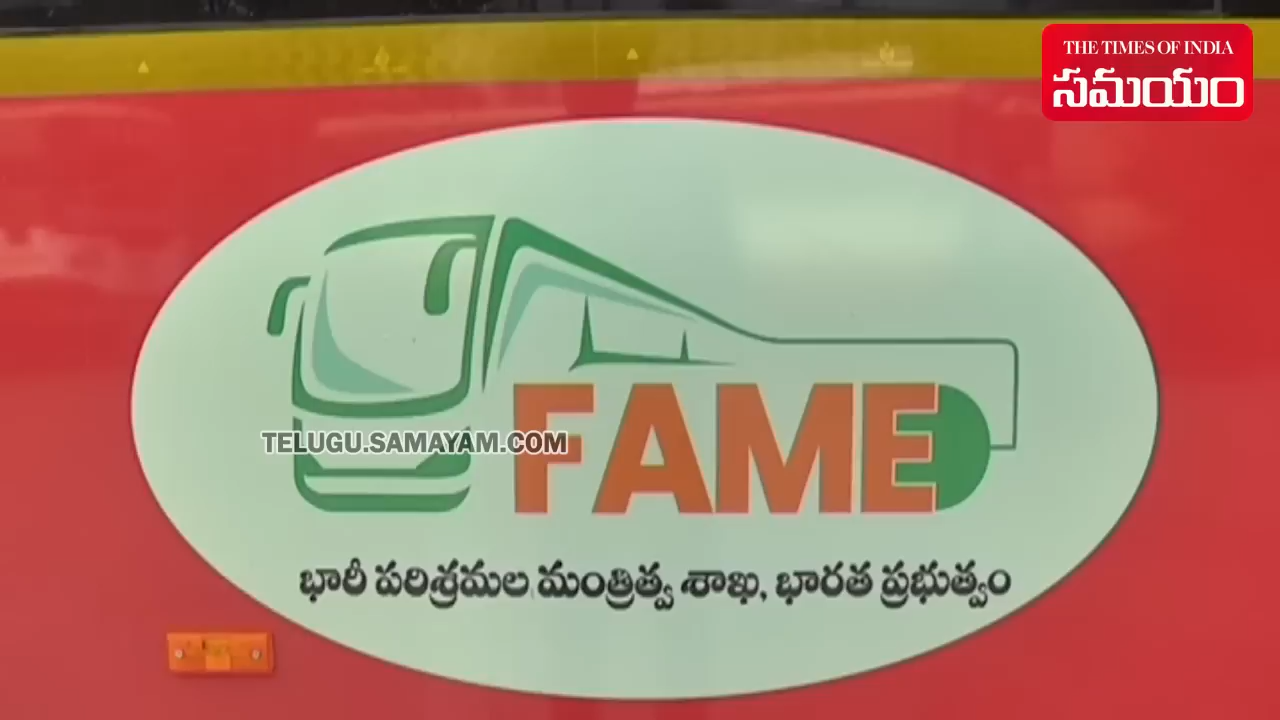 THE TIMES OF INDIA
సమయం
FAME
TELUGU.SAMAYAM.COM
భారీ పరిశ్రమల మంత్రిత్వ శాఖ, భారత ప్రభుత్వం